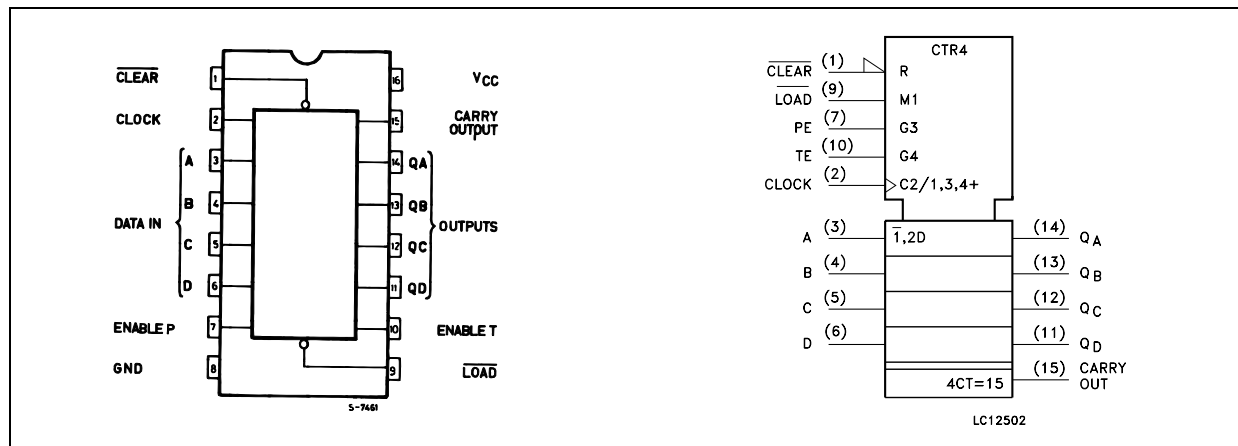 CLEAR 1 16 VCC
CLOCK 2 15 CARRY OUTPUT
A 3 14 QA
B 4 13 QB
DATA IN OUTPUTS
C 5 12 QC
D 6 11 QD
ENABLE P 7 10 ENABLE T
GND 8 9 LOAD
S-7461
CTR4
CLEAR (1) R
LOAD (9) M1
PE (7) G3
TE (10) G4
CLOCK (2) C2/1,3,4+
A (3) 1,2D (14) QA
B (4) (13) QB
C (5) (12) QC
D (6) (11) QD
4CT=15 (15) CARRY OUT
LC12502